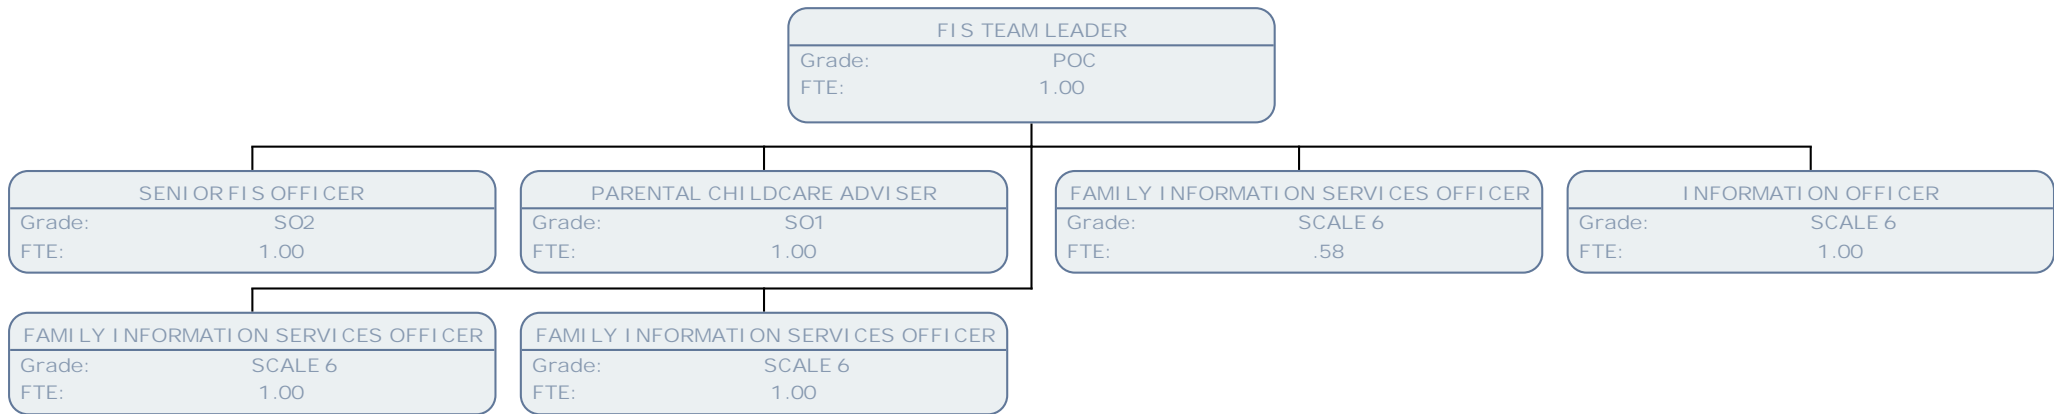 FIS TEAM LEADER
Grade: POC
FTE: 1.00
SENIOR FIS OFFICER
Grade: SO2
FTE: 1.00
PARENTAL CHILDCARE ADVISER
Grade: SO1
FTE: 1.00
FAMILY INFORMATION SERVICES OFFICER
Grade: SCALE 6
FTE: .58
INFORMATION OFFICER
Grade: SCALE 6
FTE: 1.00
FAMILY INFORMATION SERVICES OFFICER
Grade: SCALE 6
FTE: 1.00
FAMILY INFORMATION SERVICES OFFICER
Grade: SCALE 6
FTE: 1.00